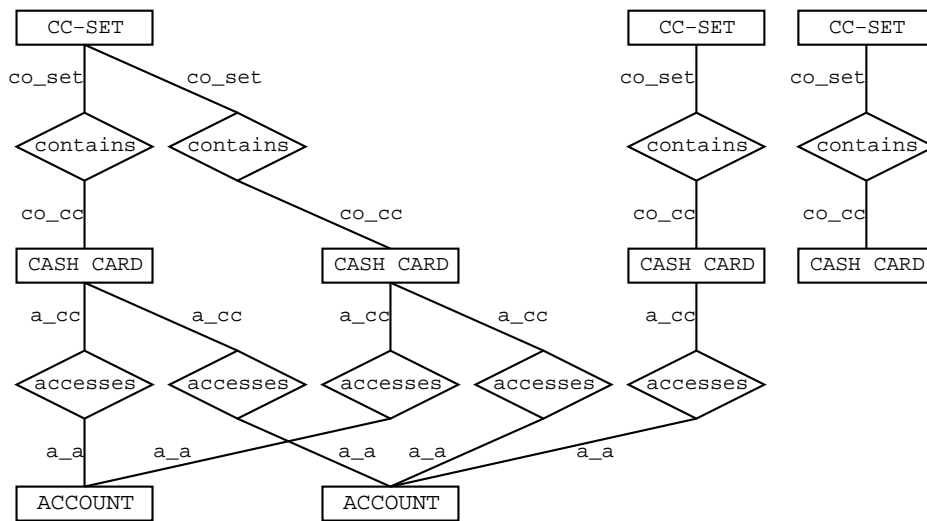 CC-SET CC-SET CC-SET
co_set co_set co_set co_set
contains contains contains contains
co_cc co_cc co_cc co_cc
CASH CARD CASH CARD CASH CARD CASH CARD
a_cc a_cc a_cc a_cc a_cc
accesses accesses accesses accesses accesses
a_a a_a a_a a_a a_a
ACCOUNT ACCOUNT